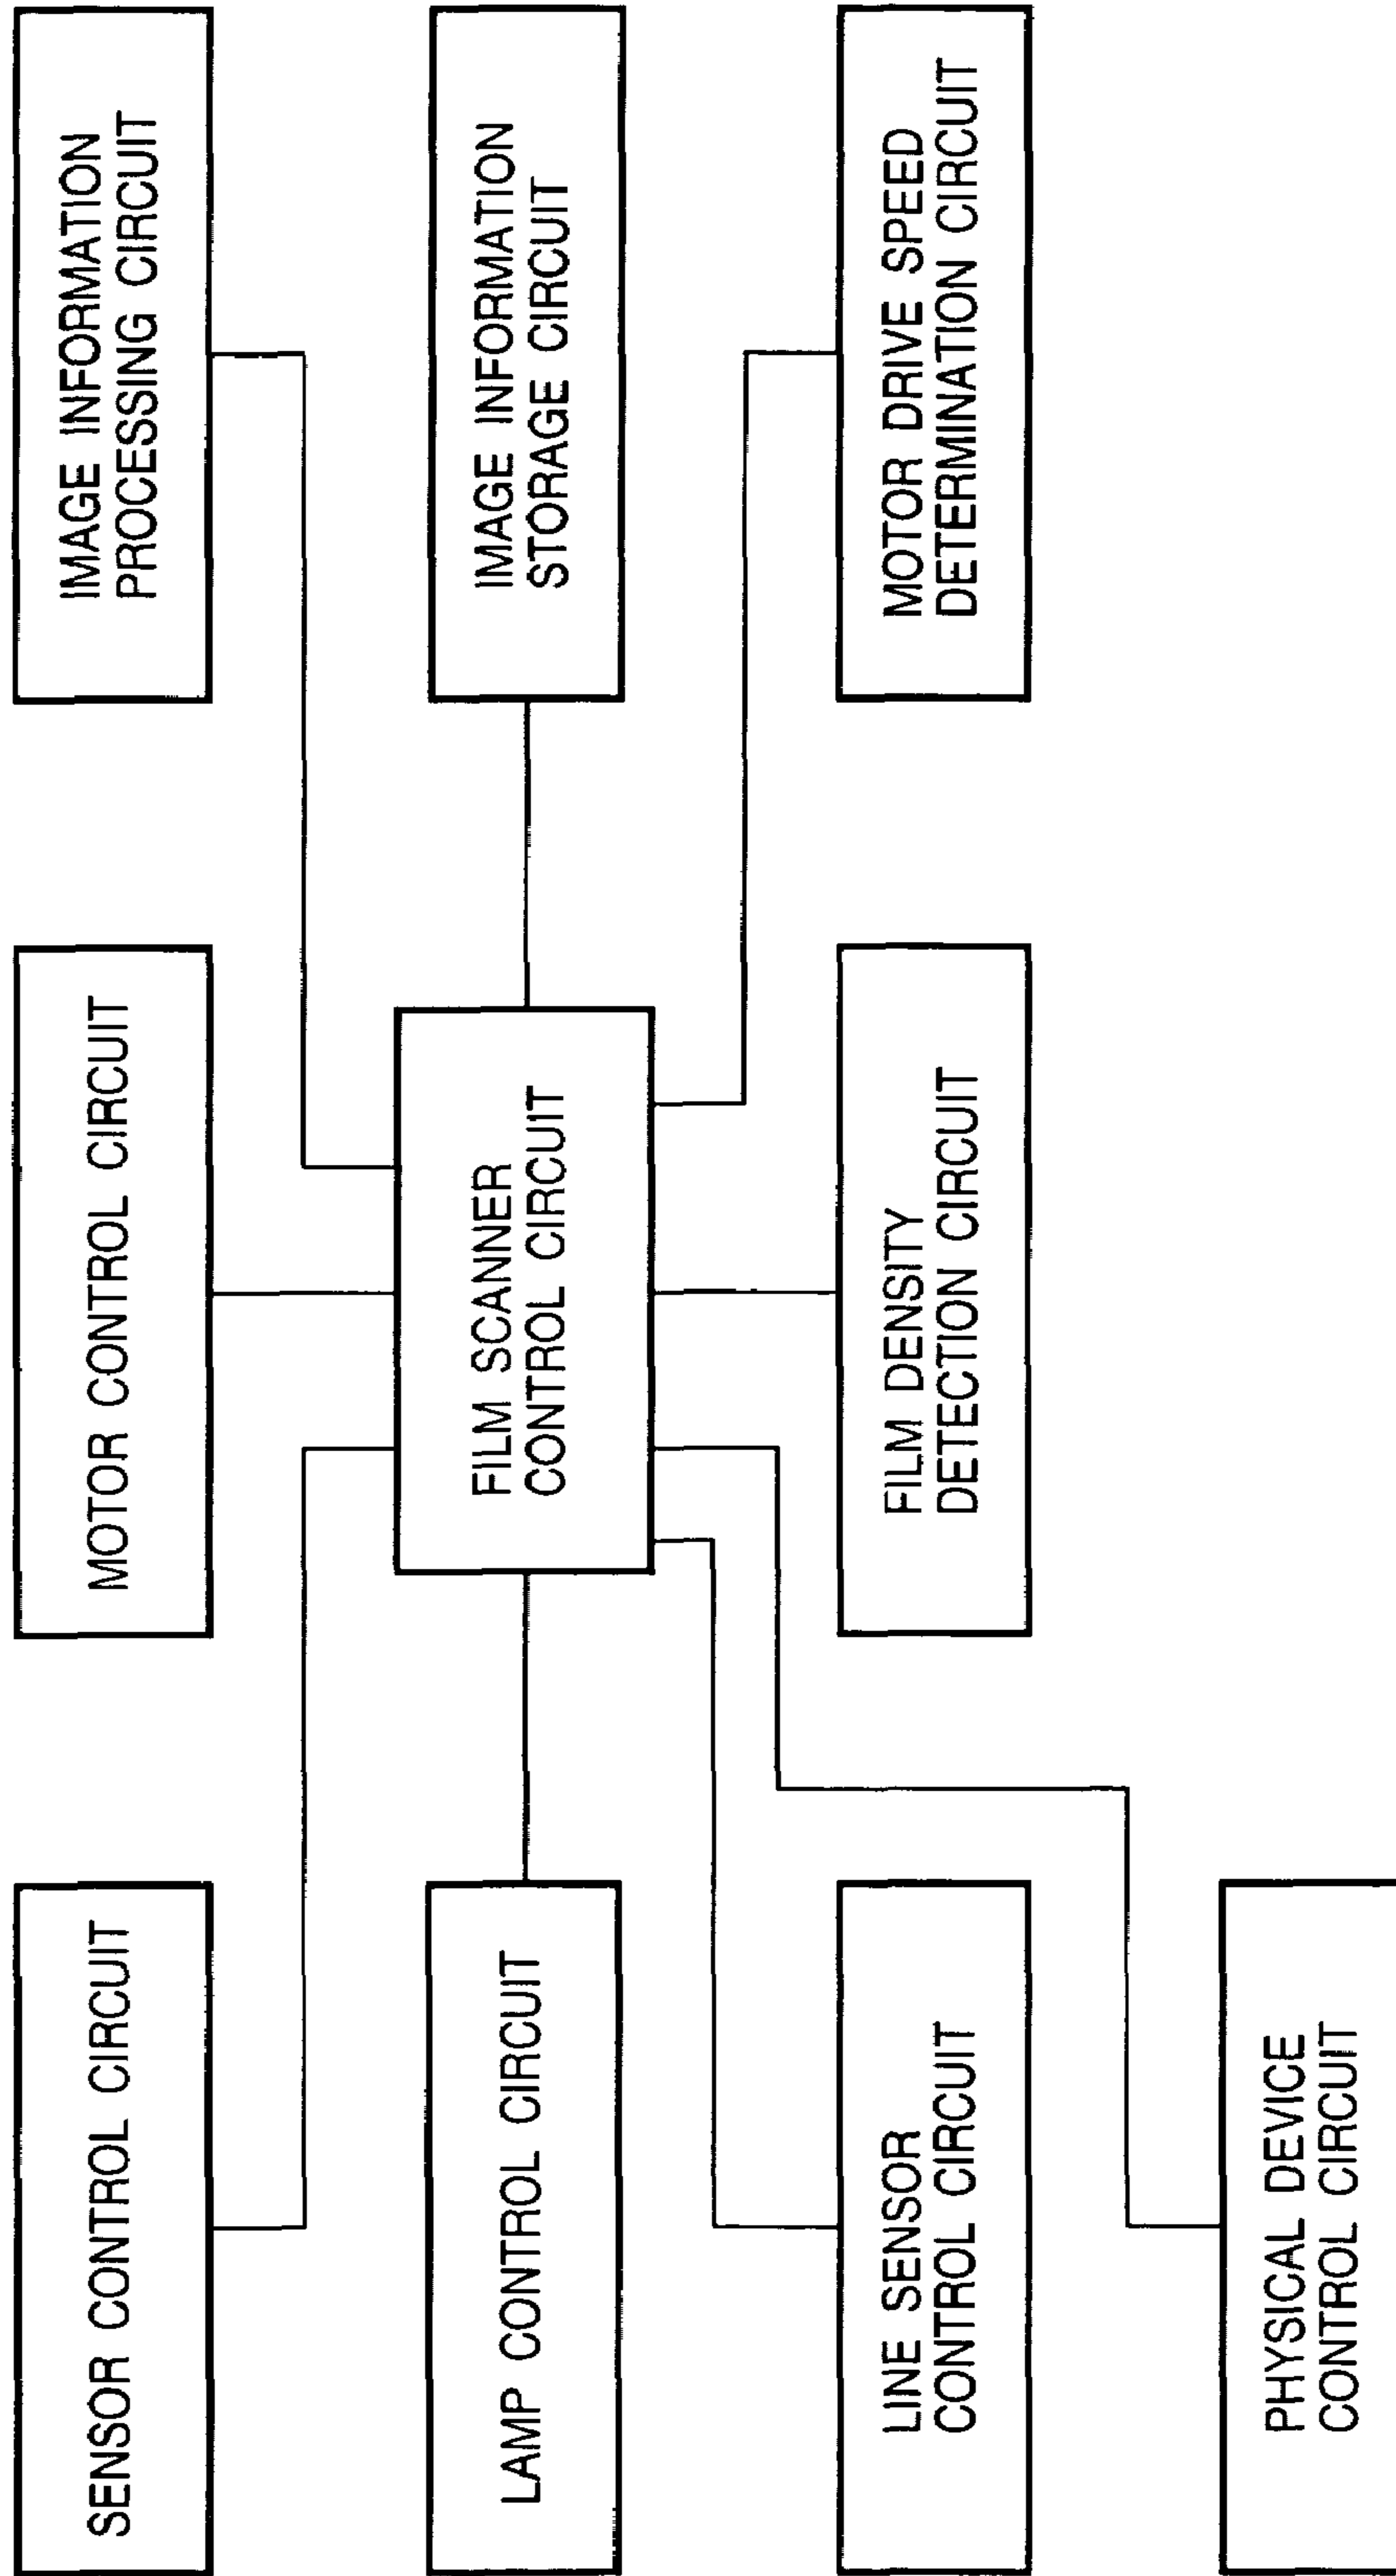 SENSOR CONTROL CIRCUIT
MOTOR CONTROL CIRCUIT
IMAGE INFORMATION
PROCESSING CIRCUIT
LAMP CONTROL CIRCUIT
FILM SCANNER
CONTROL CIRCUIT
IMAGE INFORMATION
STORAGE CIRCUIT
LINE SENSOR
CONTROL CIRCUIT
FILM DENSITY
DETECTION CIRCUIT
MOTOR DRIVE SPEED
DETERMINATION CIRCUIT
PHYSICAL DEVICE
CONTROL CIRCUIT